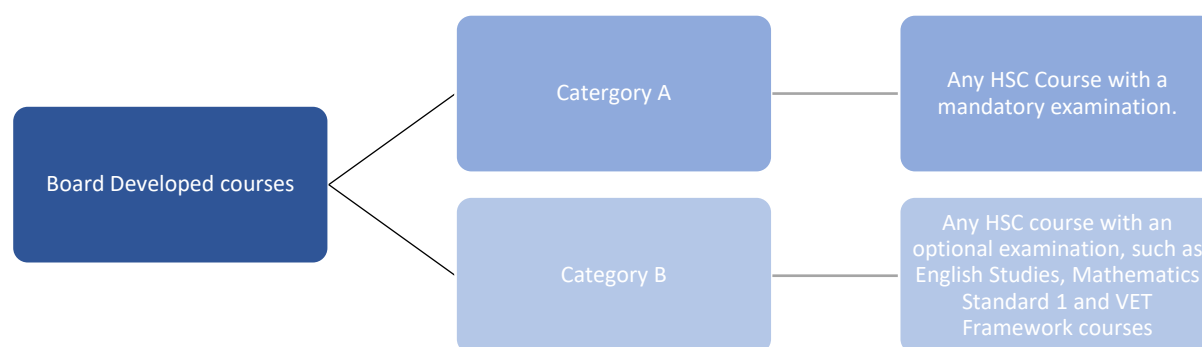 Board Developed courses
Catergory A
Any HSC Course with a
mandatory examination.
Category B
Any HSC course with an
optional examination, such as
English Studies, Mathematics
Standard 1 and VET
Framework courses